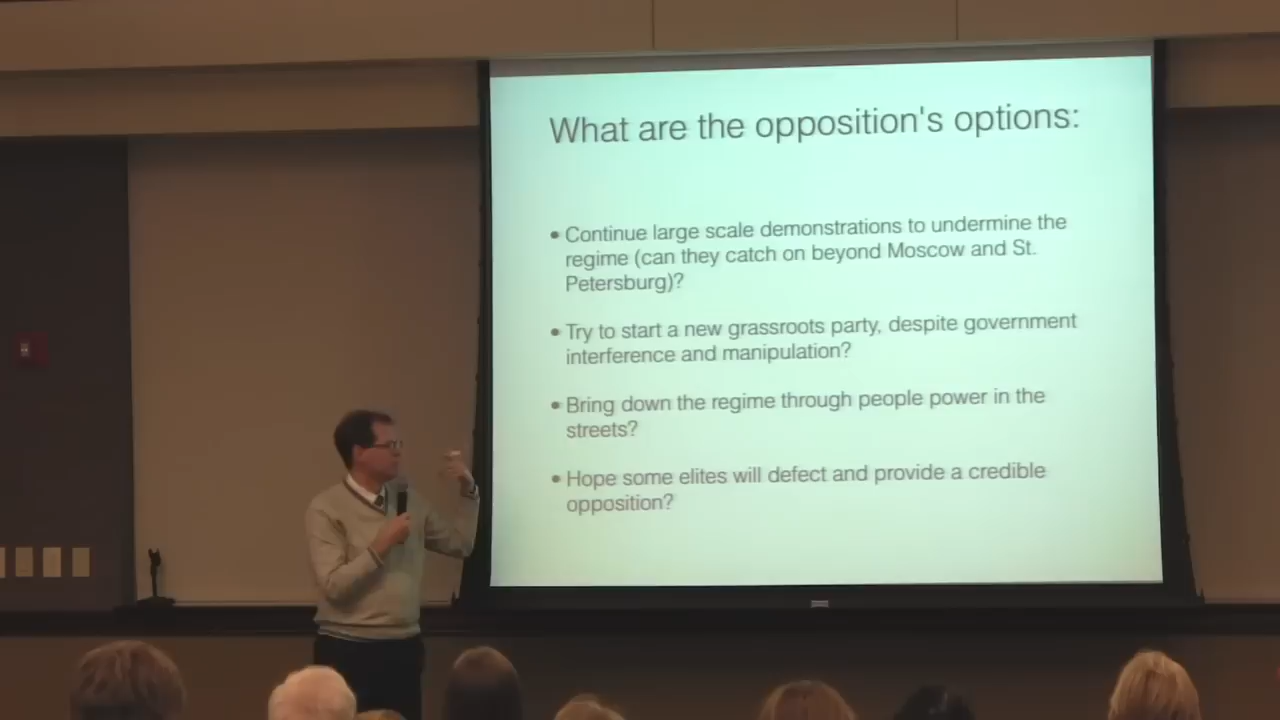 What are the opposition's options:
• Continue large scale demonstrations to undermine the
regime (can they catch on beyond Moscow and St.
Petersburg)?
• Try to start a new grassroots party, despite government
interference and manipulation?
• Bring down the regime through people power in the
streets?
• Hope some elites will defect and provide a credible
opposition?